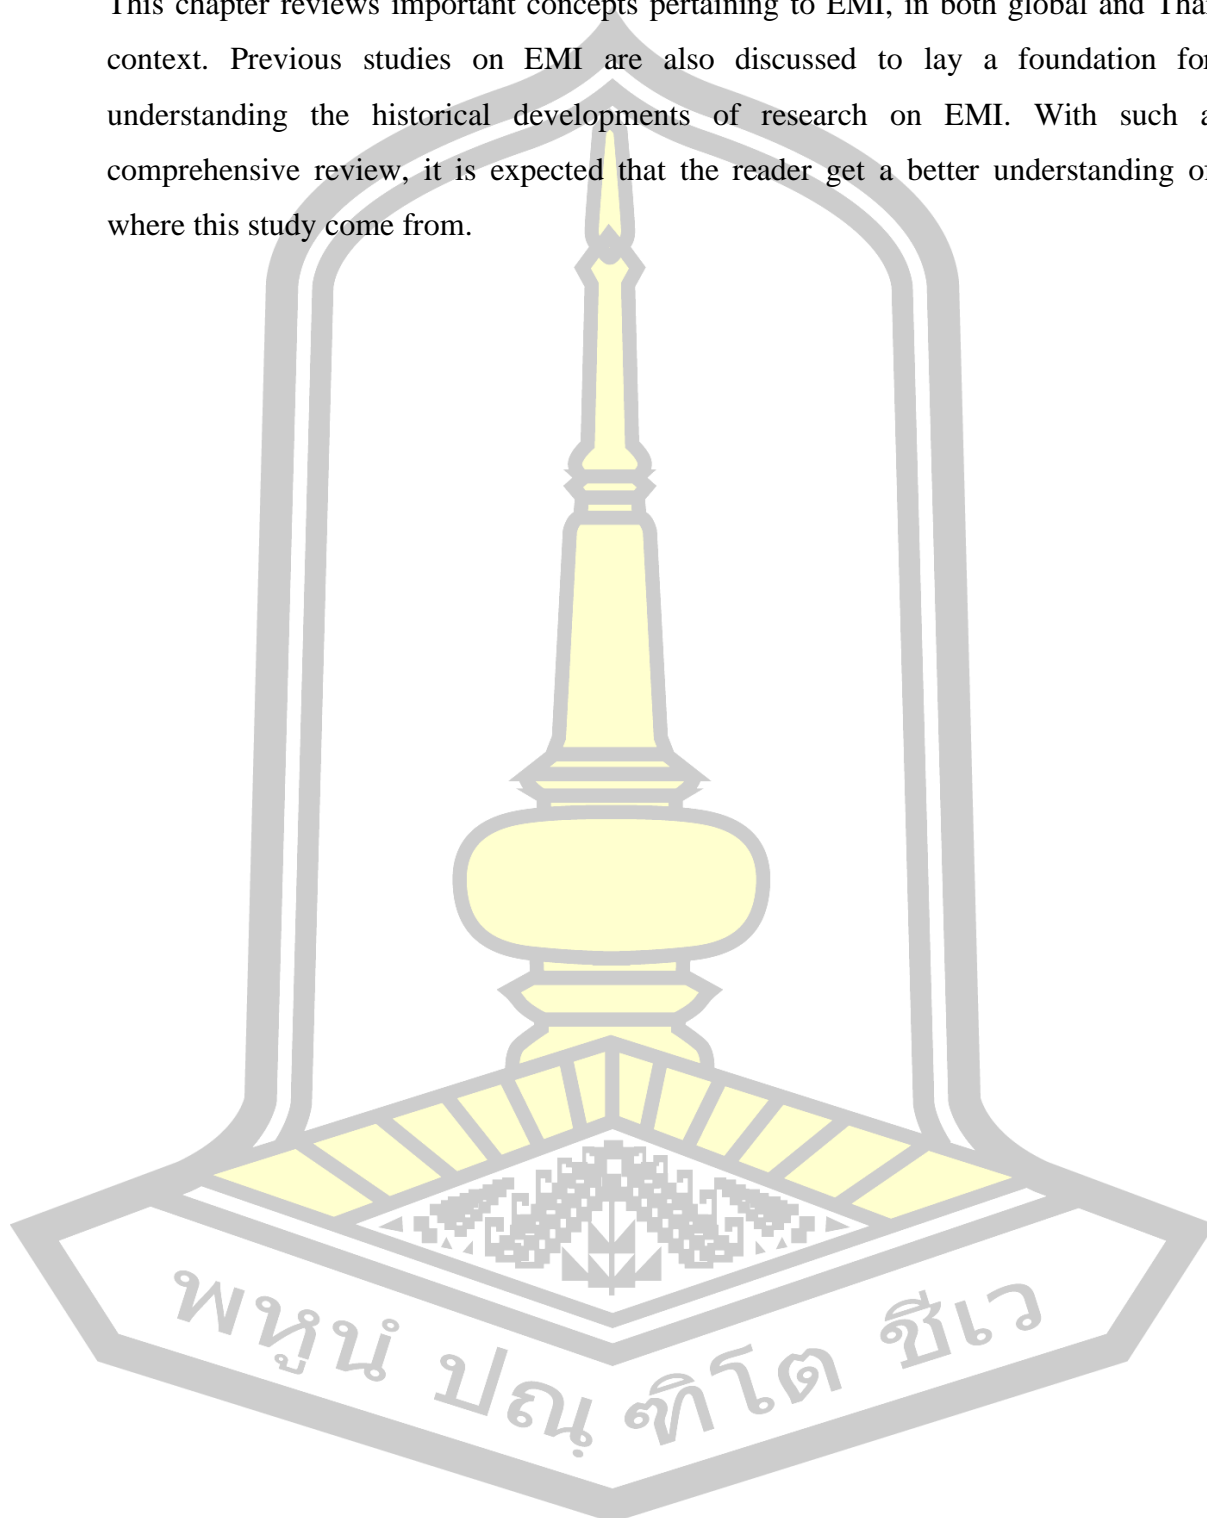 This chapter reviews important concepts pertaining to EMI, in both global and Thai
context. Previous studies on EMI are also discussed to lay a foundation for
understanding the historical developments of research on EMI. With such a
comprehensive review, it is expected that the reader get a better understanding of
where this study come from.
พหูนํ ปณฺฑิโต ชีเว